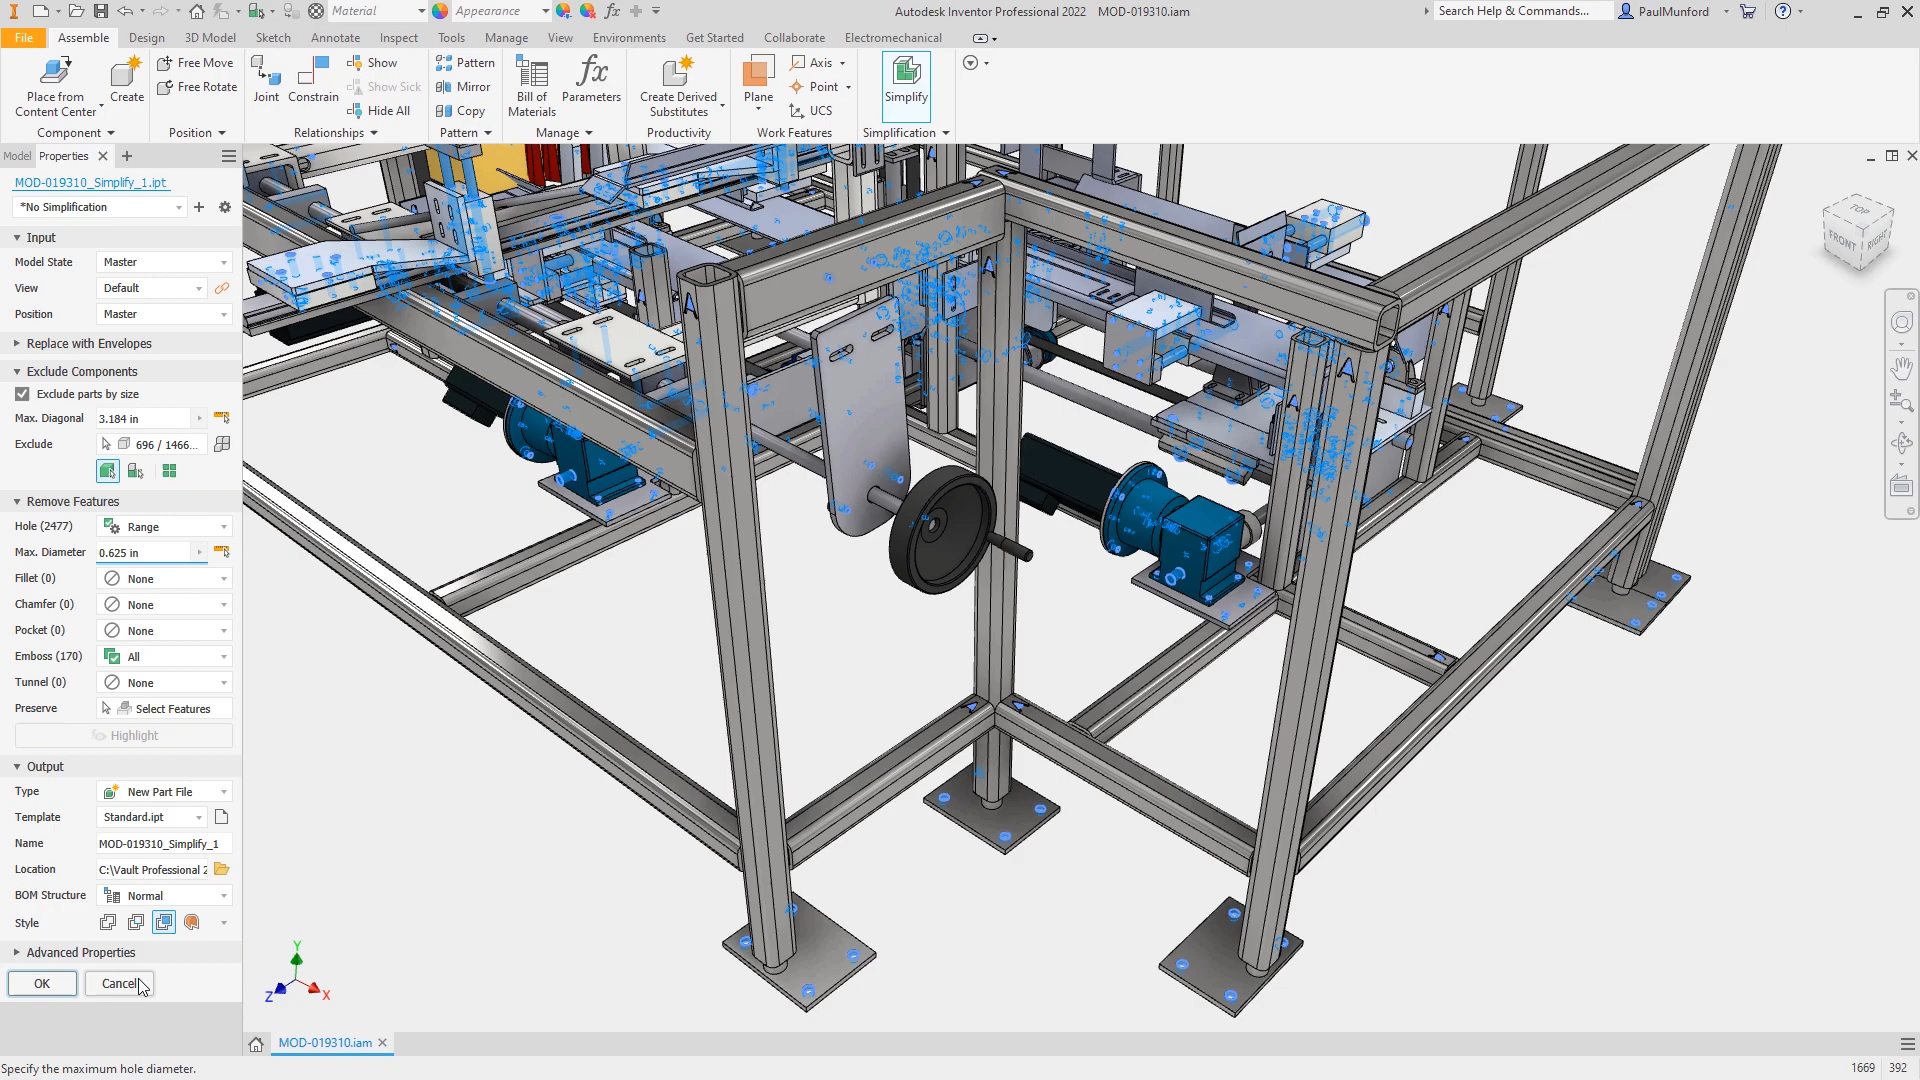 Material
Appearance
Autodesk Inventor Professional 2022 MOD-019310.iam
Search Help & Commands...
PaulMunford
File Assemble Design 3D Model Sketch Annotate Inspect Tools Manage View Environments Get Started Collaborate Electromechanical
Place from Content Center
Create
Free Move
Free Rotate
Joint
Constrain
Show
Show Sick
Hide All
Pattern
Mirror
Copy
Bill of Materials
Parameters
Create Derived Substitutes
Plane
Axis
Point
UCS
Simplify
Component Position Relationships Pattern Manage Productivity Work Features Simplification
Model Properties
MOD-019310_Simplify_1.ipt
*No Simplification
Input
Model State Master
View Default
Position Master
Replace with Envelopes
Exclude Components
Exclude parts by size
Max. Diagonal 3.184 in
Exclude 696 / 1466...
Remove Features
Hole (2477) Range
Max. Diameter 0.625 in
Fillet (0) None
Chamfer (0) None
Pocket (0) None
Emboss (170) All
Tunnel (0) None
Preserve Select Features
Highlight
Output
Type New Part File
Template Standard.ipt
Name MOD-019310_Simplify_1
Location C:\Vault Professional 2
BOM Structure Normal
Style
Advanced Properties
OK Cancel
TOP
FRONT RIGHT
Y
Z X
MOD-019310.iam
Specify the maximum hole diameter.
1669 392